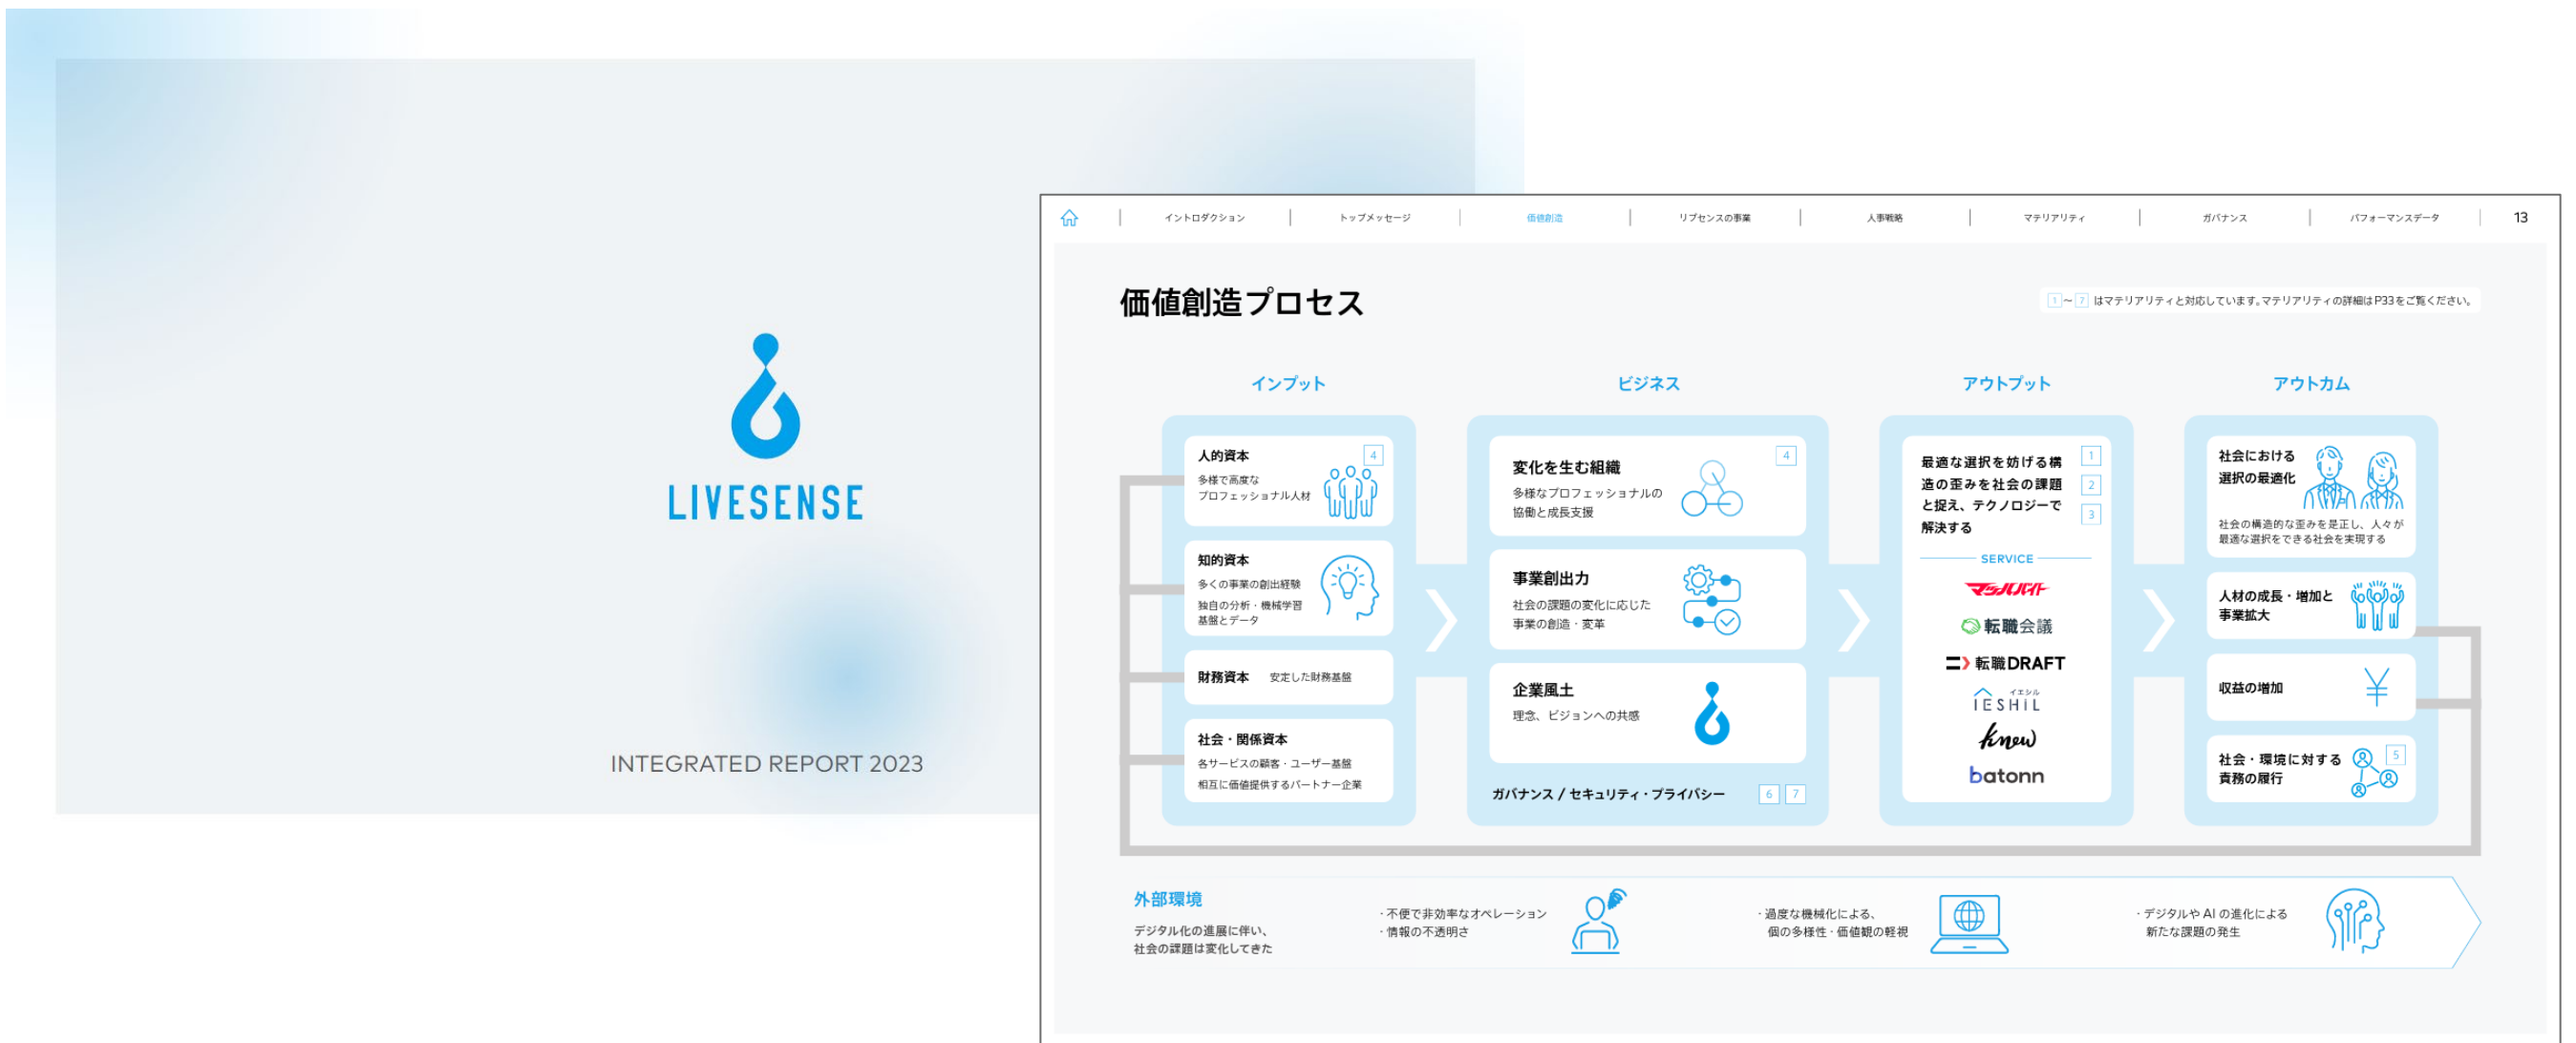 LIVESENSE
INTEGRATED REPORT 2023
イントロダクション
トップメッセージ
価値創造
リブセンスの事業
人事戦略
マテリアリティ
ガバナンス
パフォーマンスデータ
13
価値創造プロセス
1～7 はマテリアリティと対応しています。マテリアリティの詳細はP33をご覧ください。
インプット
人的資本
4
多様で高度な
プロフェッショナル人材
知的資本
多くの事業の創出経験
独自の分析・機械学習
基盤とデータ
財務資本 安定した財務基盤
社会・関係資本
各サービスの顧客・ユーザー基盤
相互に価値提供するパートナー企業
ビジネス
変化を生む組織
4
多様なプロフェッショナルの
協働と成長支援
事業創出力
社会の課題の変化に応じた
事業の創造・変革
企業風土
理念、ビジョンへの共感
ガバナンス / セキュリティ・プライバシー 6 7
アウトプット
最適な選択を妨げる構
造の歪みを社会の課題
と捉え、テクノロジーで
解決する
1
2
3
SERVICE
マッハバイト
転職会議
転職DRAFT
イエシル
IESHIL
knew
batonn
アウトカム
社会における
選択の最適化
社会の構造的な歪みを是正し、人々が
最適な選択をできる社会を実現する
人材の成長・増加と
事業拡大
収益の増加
¥
社会・環境に対する
責務の履行
5
外部環境
デジタル化の進展に伴い、
社会の課題は変化してきた
・不便で非効率なオペレーション
・情報の不透明さ
・過度な機械化による、
個の多様性・価値観の軽視
・デジタルや AI の進化による
新たな課題の発生